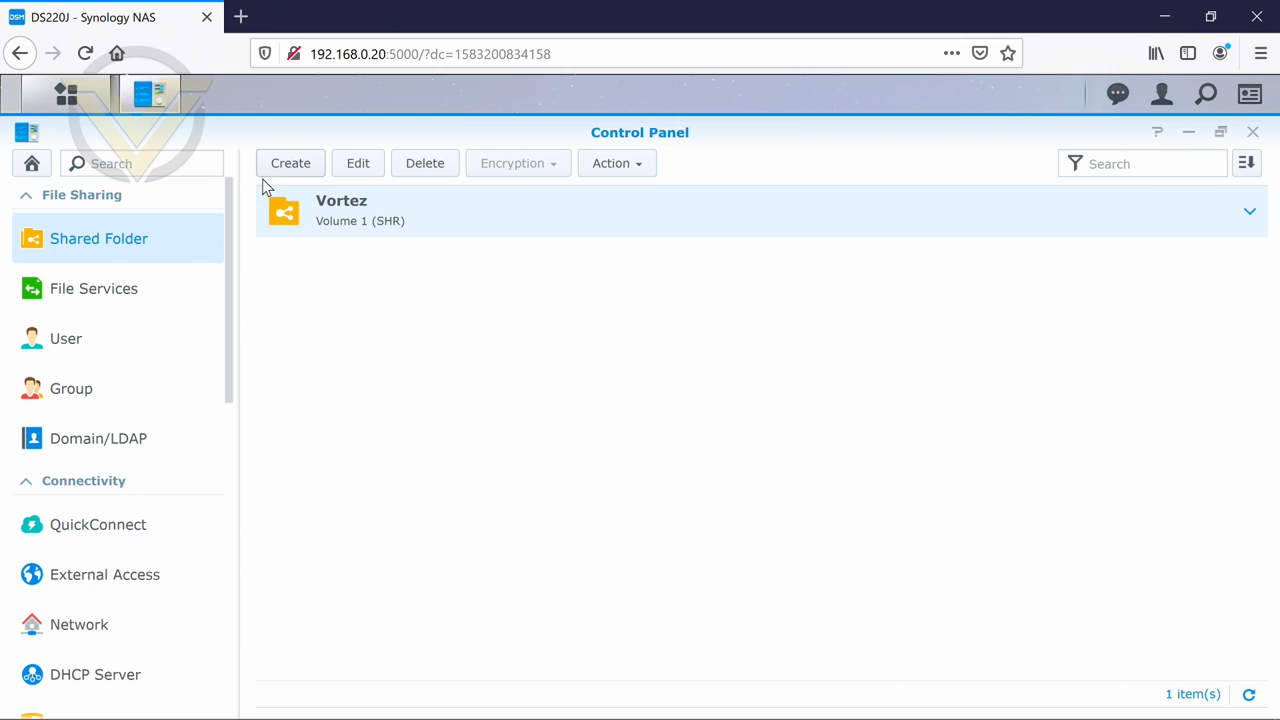 DSM DS220J - Synology NAS
192.168.0.20:5000/?dc=1583200834158
Control Panel
Search
Create
Edit
Delete
Encryption
Action
Search
File Sharing
Shared Folder
File Services
User
Group
Domain/LDAP
Connectivity
QuickConnect
External Access
Network
DHCP Server
Vortez
Volume 1 (SHR)
1 item(s)